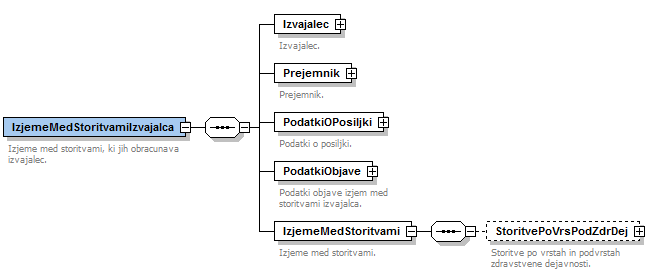 Izvajalec
Izvajalec.
Prejemnik
Prejemnik.
IzjemeMedStoritvamiIzvajalca
Izjeme med storitvami, ki jih obracunava
izvajalec.
PodatkiOPosiljki
Podatki o posiljki.
PodatkiObjave
Podatki objave izjem med
storitvami izvajalca.
IzjemeMedStoritvami
Izjeme med storitvami.
StoritvePoVrsPodZdrDej
Storitve po vrstah in podvrstah
zdravstvene dejavnosti.